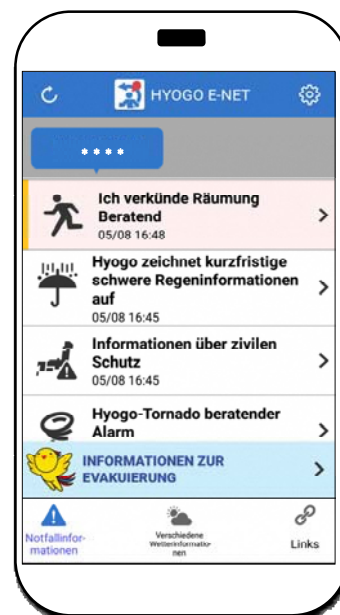 HYOGO E-NET
****
Ich verkünde Räumung
Beratend
05/08 16:48
Hyogo zeichnet kurzfristige
schwere Regeninformationen
auf
05/08 16:45
Informationen über zivilen
Schutz
05/08 16:45
Hyogo-Tornado beratender
Alarm
INFORMATIONEN ZUR
EVAKUIERUNG
Notfallinfor-
mationen
Verschiedene
Wetterinformatio-
nen
Links